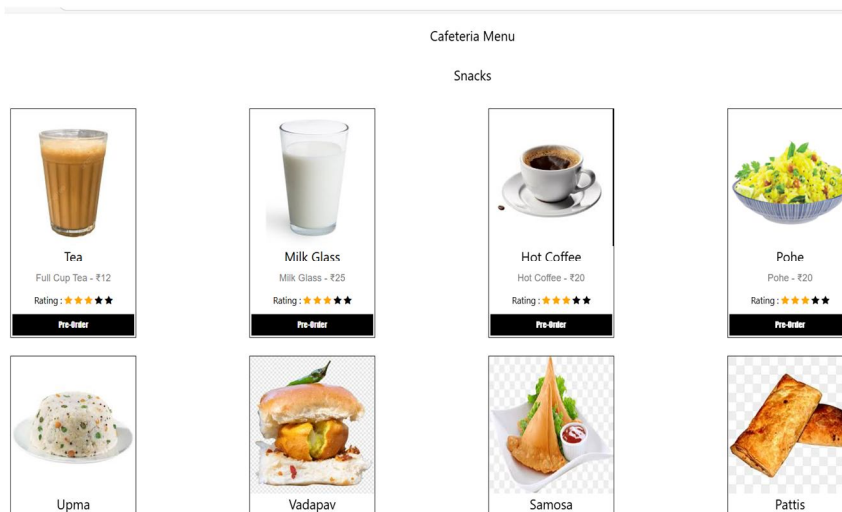 Cafeteria Menu
Snacks
Tea
Full Cup Tea - ₹12
Rating :
Pre-Order
Milk Glass
Milk Glass - ₹25
Rating :
Pre-Order
Hot Coffee
Hot Coffee - ₹20
Rating :
Pre-Order
Pohe
Pohe - ₹20
Rating :
Pre-Order
Upma
Vadapav
Samosa
Pattis